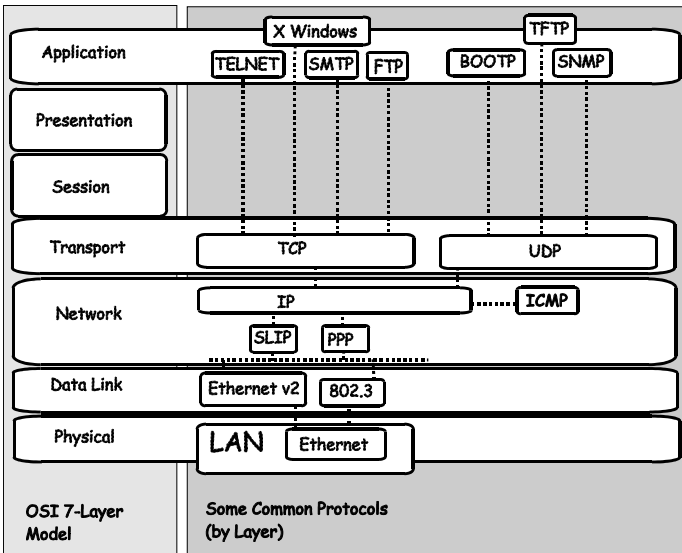 X Windows
TFTP
Application
TELNET
SMTP
FTP
BOOTP
SNMP
Presentation
Session
Transport
TCP
UDP
Network
IP
ICMP
SLIP
PPP
Data Link
Ethernet v2
802.3
Physical
LAN
Ethernet
OSI 7-Layer
Model
Some Common Protocols
(by Layer)